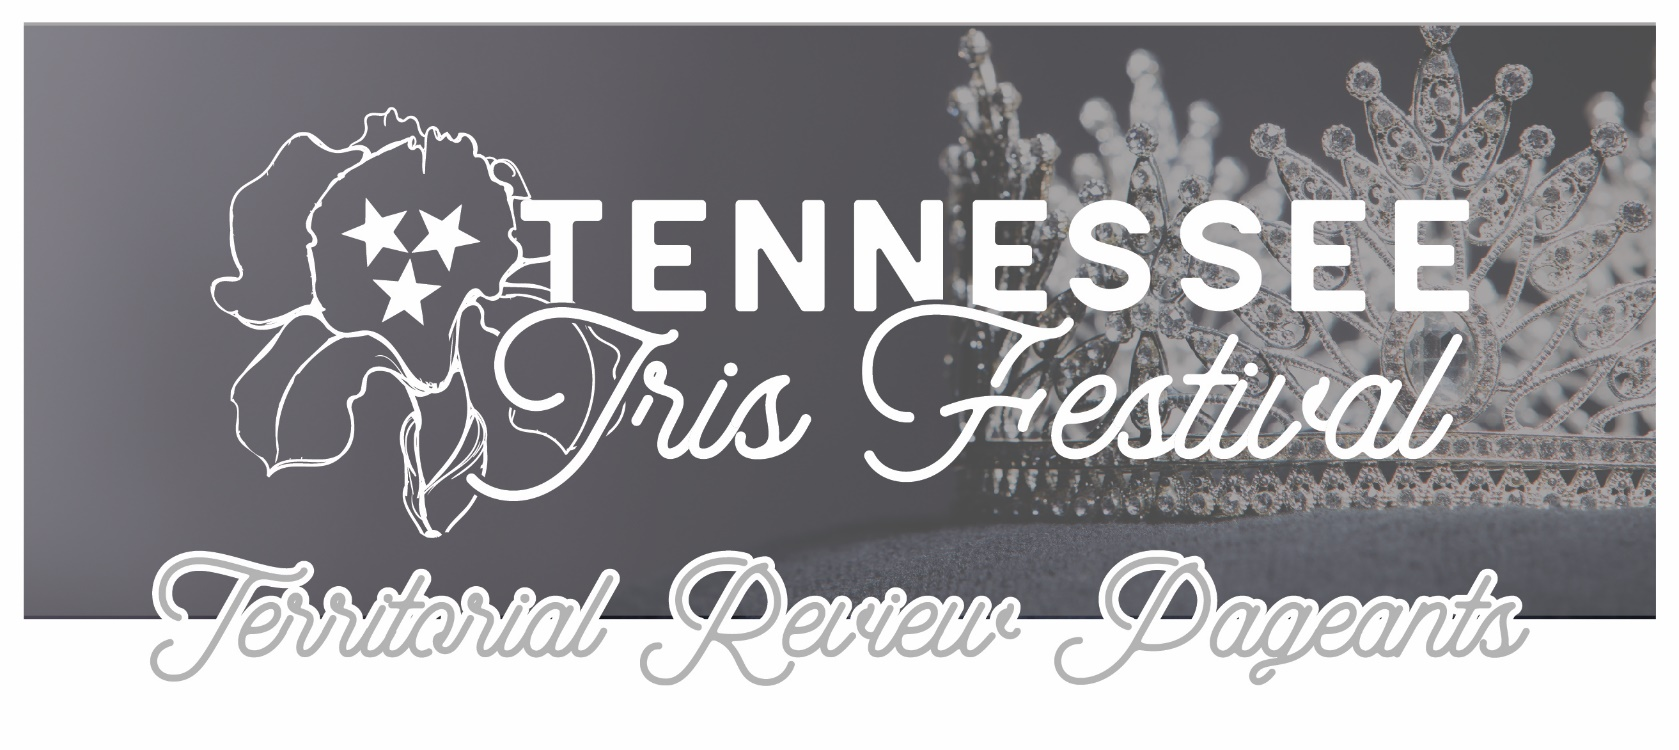 TENNESSEE
Iris Festival
Territorial Review Pageants